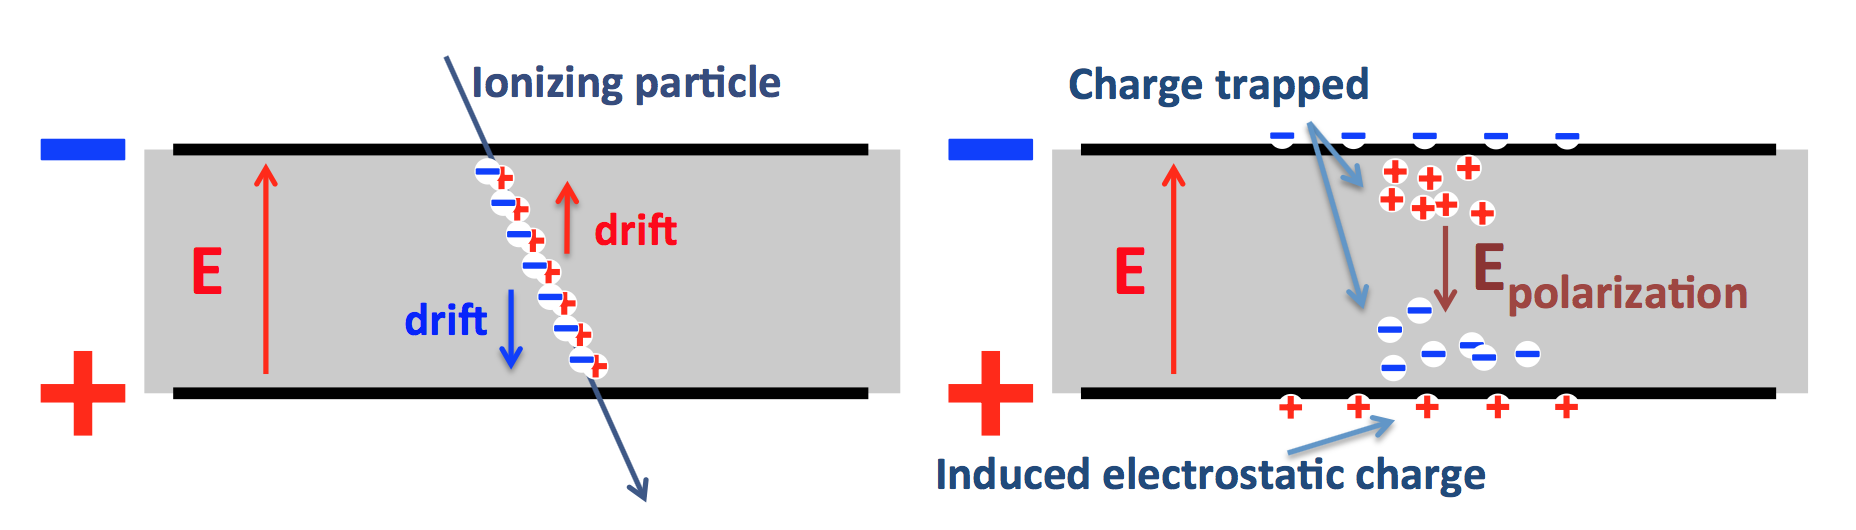 Ionizing particle
E
drift
drift
Charge trapped
E
E polarization
Induced electrostatic charge